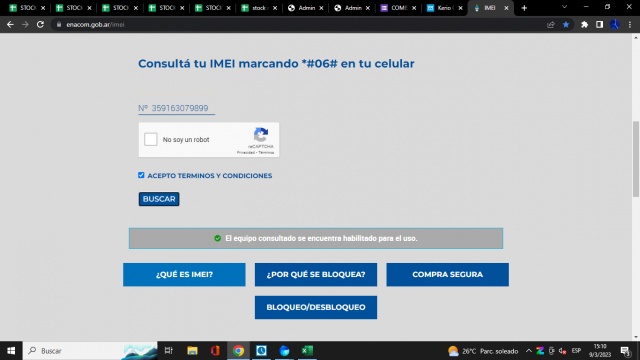 STOCK
STOCK
STOCK
STOCK
STOCK
stock
Admin
Admin
COMI
Kerio
IMEI
enacom.gob.ar/imei
Consultá tu IMEI marcando *#06# en tu celular
Nº 359163079899
No soy un robot
reCAPTCHA
Privacidad - Términos
ACEPTO TERMINOS Y CONDICIONES
BUSCAR
El equipo consultado se encuentra habilitado para el uso.
¿QUÉ ES IMEI?
¿POR QUÉ SE BLOQUEA?
COMPRA SEGURA
BLOQUEO/DESBLOQUEO
Buscar
26°C Parc. soleado
ESP
15:10
9/3/2023